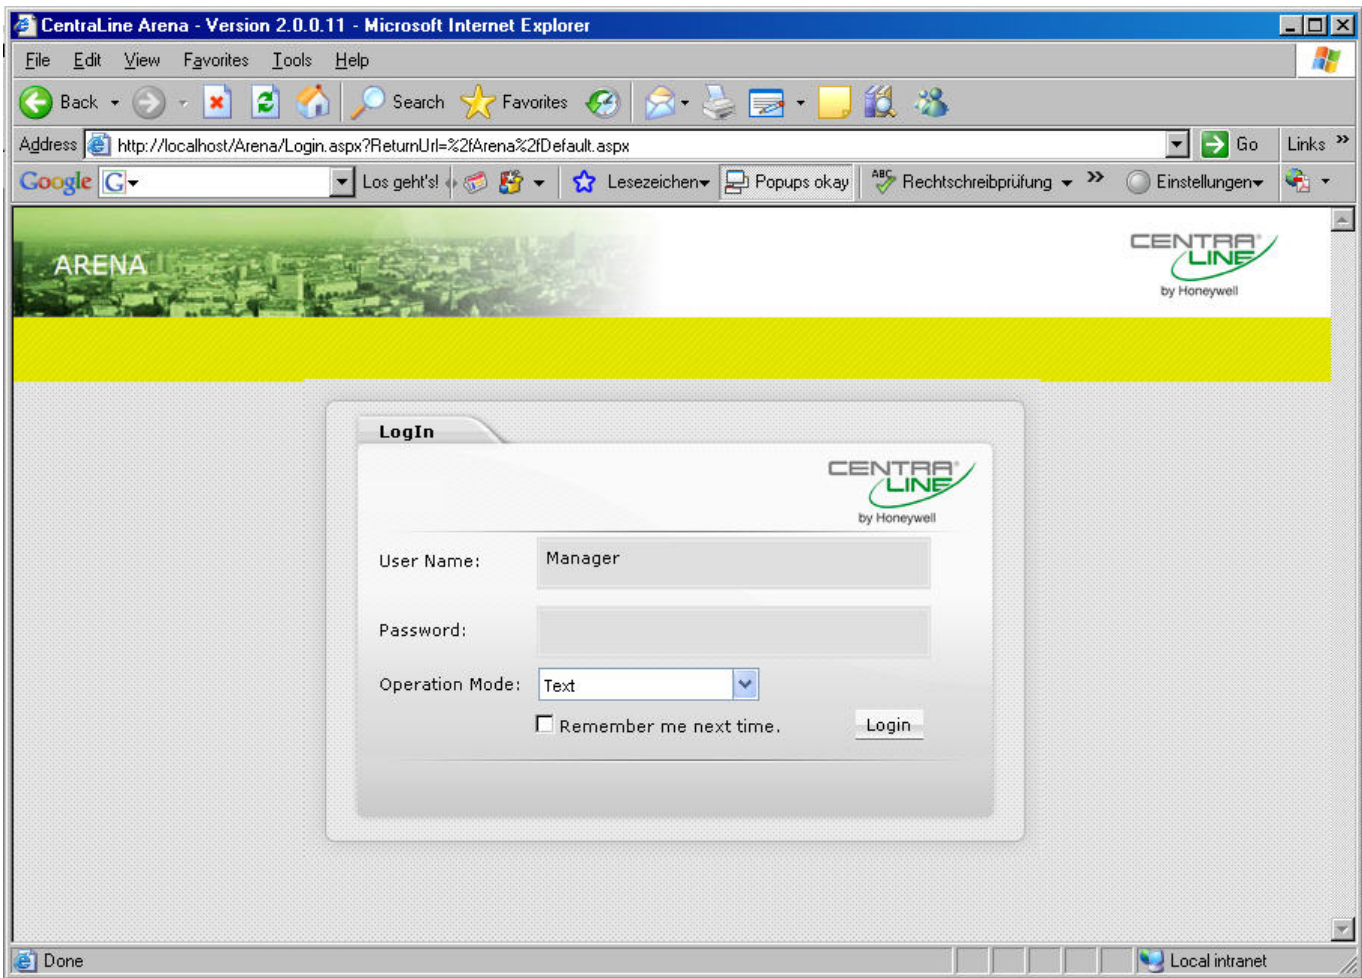 CentraLine Arena - Version 2.0.0.11 - Microsoft Internet Explorer
File Edit View Favorites Tools Help
Back Search Favorites
Address http://localhost/Arena/Login.aspx?ReturnUrl=%2fArena%2fDefault.aspx Go Links »
Google G Los geht's! Lesezeichen Popups okay ABC Rechtschreibprüfung » Einstellungen
ARENA
CENTRA®
LINE
by Honeywell
LogIn
CENTRA®
LINE
by Honeywell
User Name: Manager
Password:
Operation Mode: Text
Remember me next time. Login
Done Local intranet